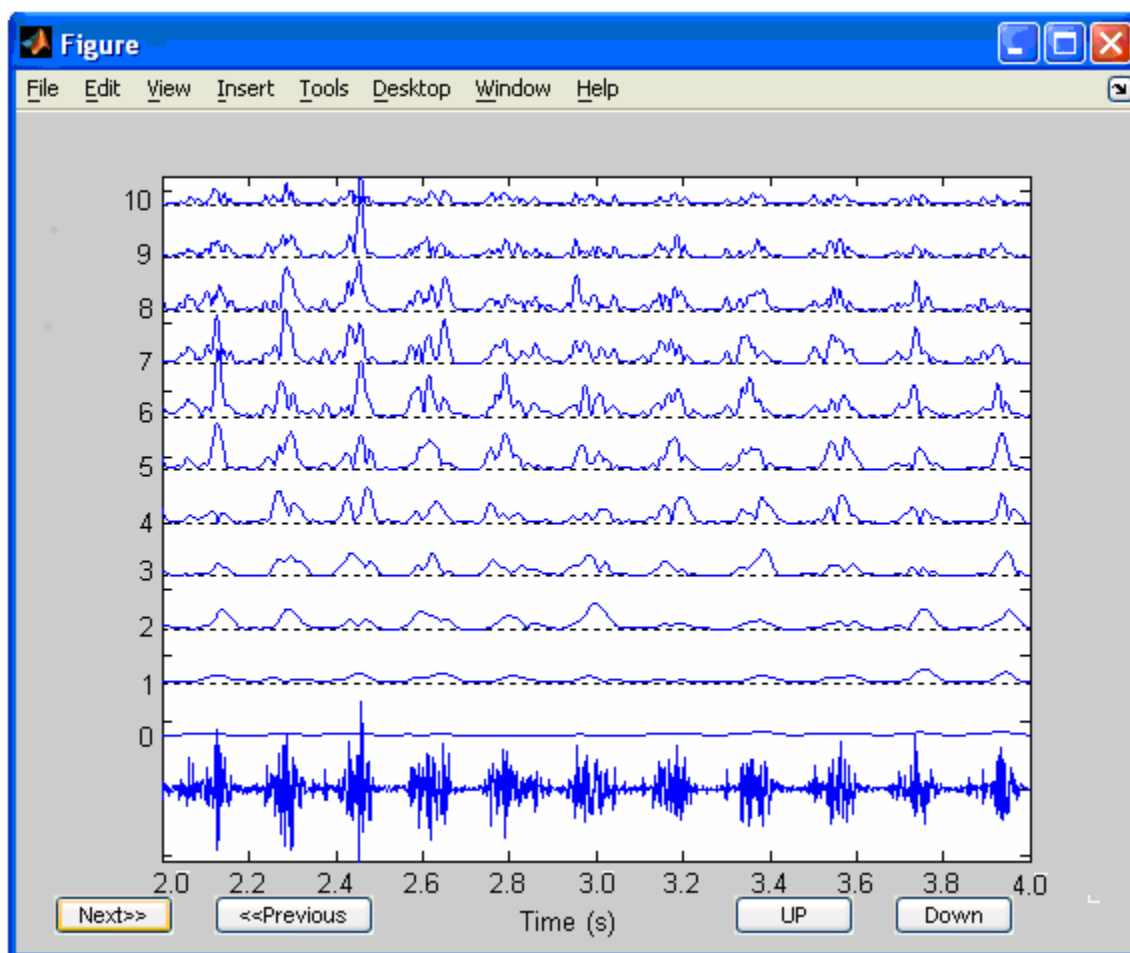 Figure
File Edit View Insert Tools Desktop Window Help
10
9
8
7
6
5
4
3
2
1
0
2.0 2.2 2.4 2.6 2.8 3.0 3.2 3.4 3.6 3.8 4.0
Next>> <<Previous Time (s) UP Down